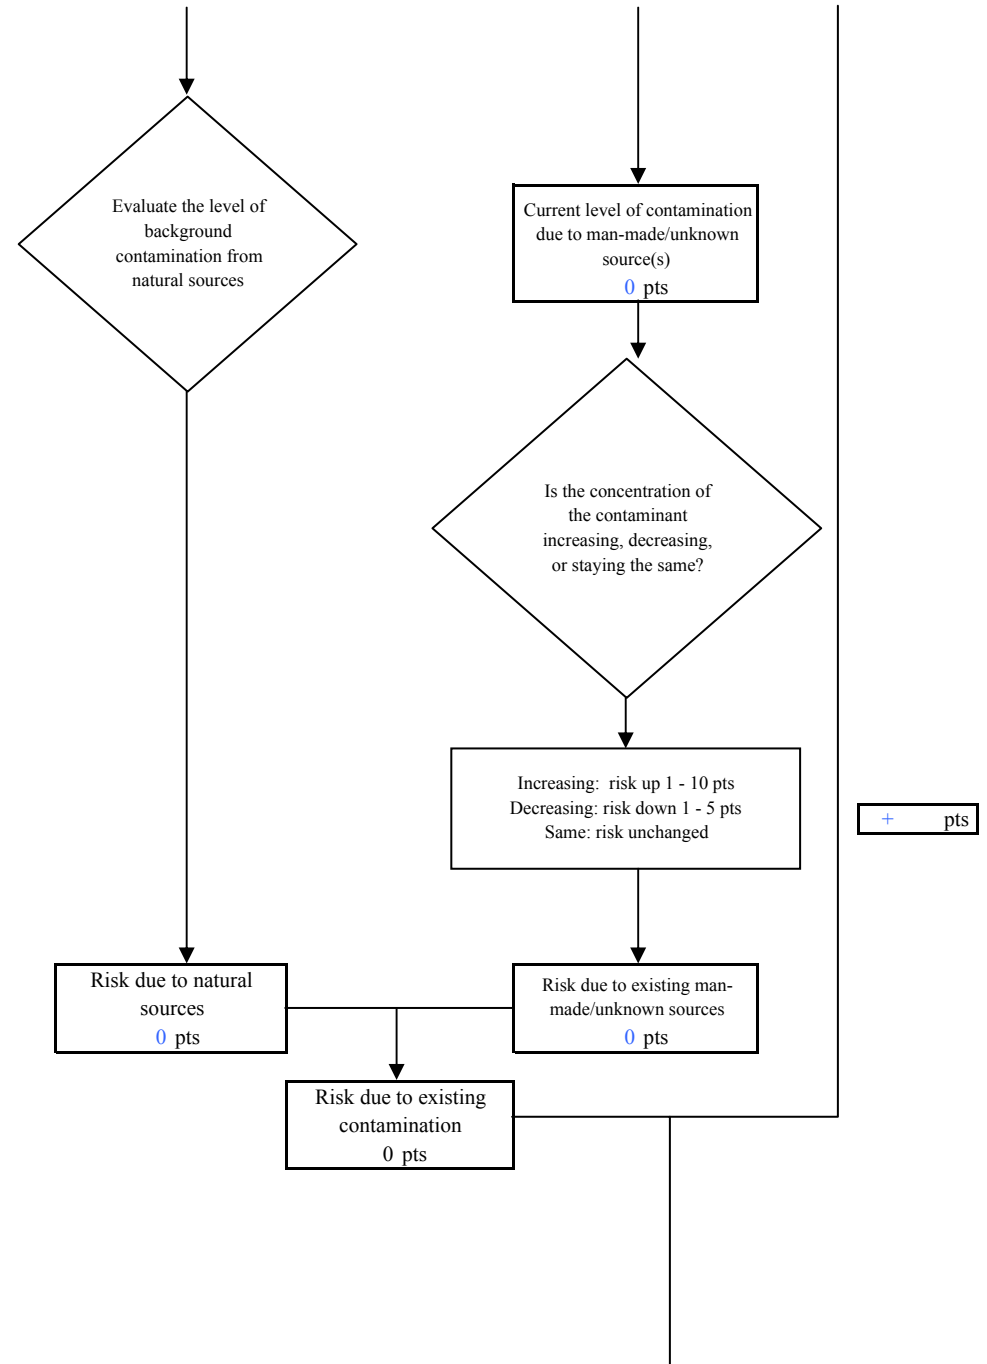 Evaluate the level of
background
contamination from
natural sources
Current level of contamination
due to man-made/unknown
source(s)
0 pts
Is the concentration of
the contaminant
increasing, decreasing,
or staying the same?
Increasing: risk up 1 - 10 pts
Decreasing: risk down 1 - 5 pts
Same: risk unchanged
+ pts
Risk due to natural
sources
0 pts
Risk due to existing man-
made/unknown sources
0 pts
Risk due to existing
contamination
0 pts